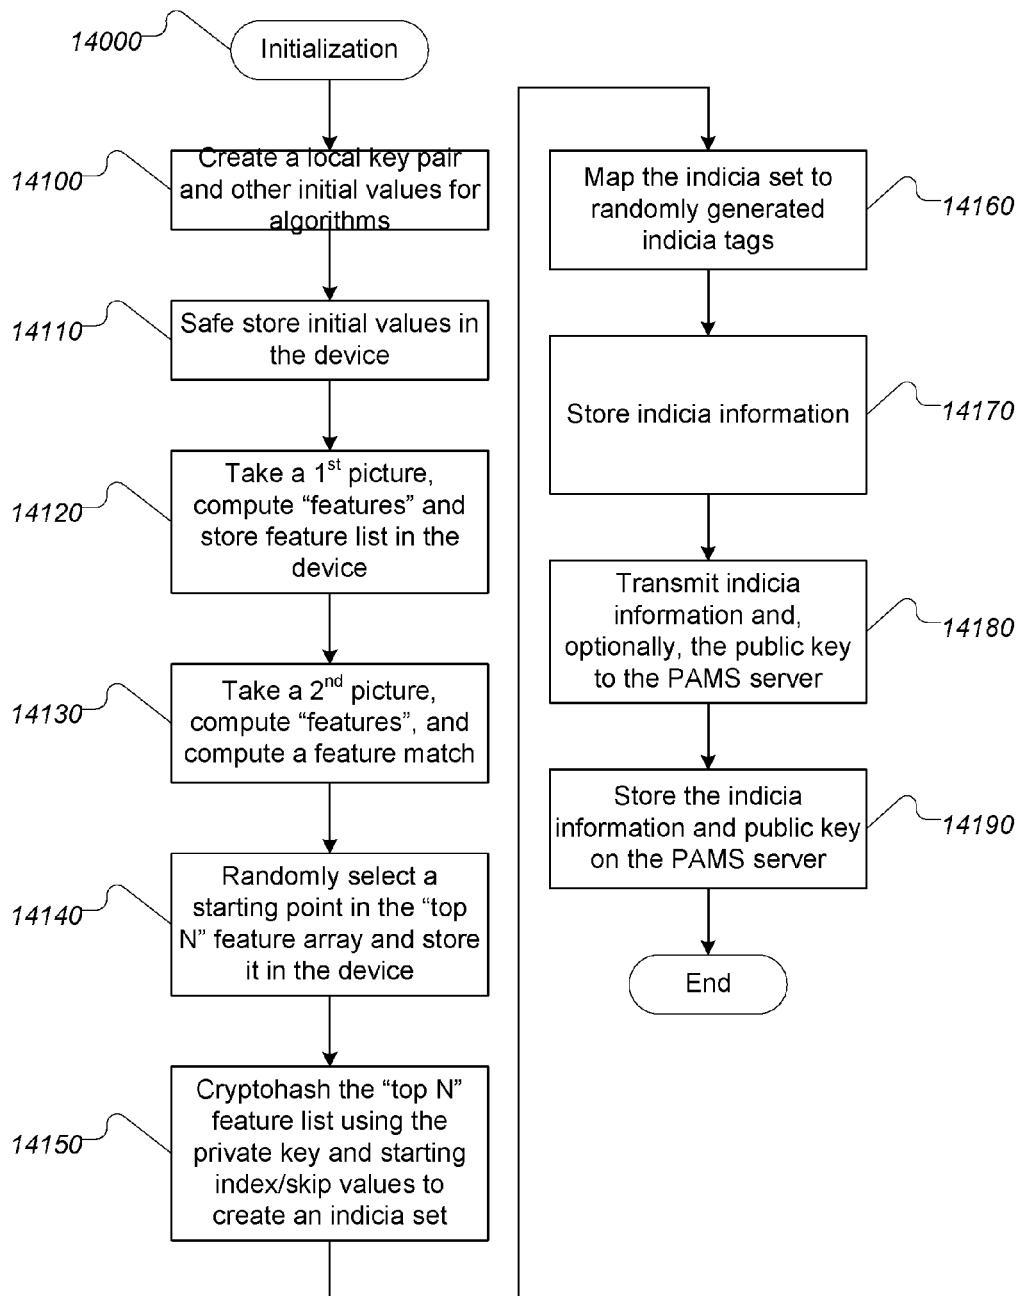 14000
Initialization
14100
Create a local key pair
and other initial values for
algorithms
14110
Safe store initial values in
the device
14120
Take a 1st picture,
compute “features” and
store feature list in the
device
14130
Take a 2nd picture,
compute “features”, and
compute a feature match
14140
Randomly select a
starting point in the “top
N” feature array and store
it in the device
14150
Cryptohash the “top N”
feature list using the
private key and starting
index/skip values to
create an indicia set
Map the indicia set to
randomly generated
indicia tags
14160
Store indicia information
14170
Transmit indicia
information and,
optionally, the public key
to the PAMS server
14180
Store the indicia
information and public key
on the PAMS server
14190
End